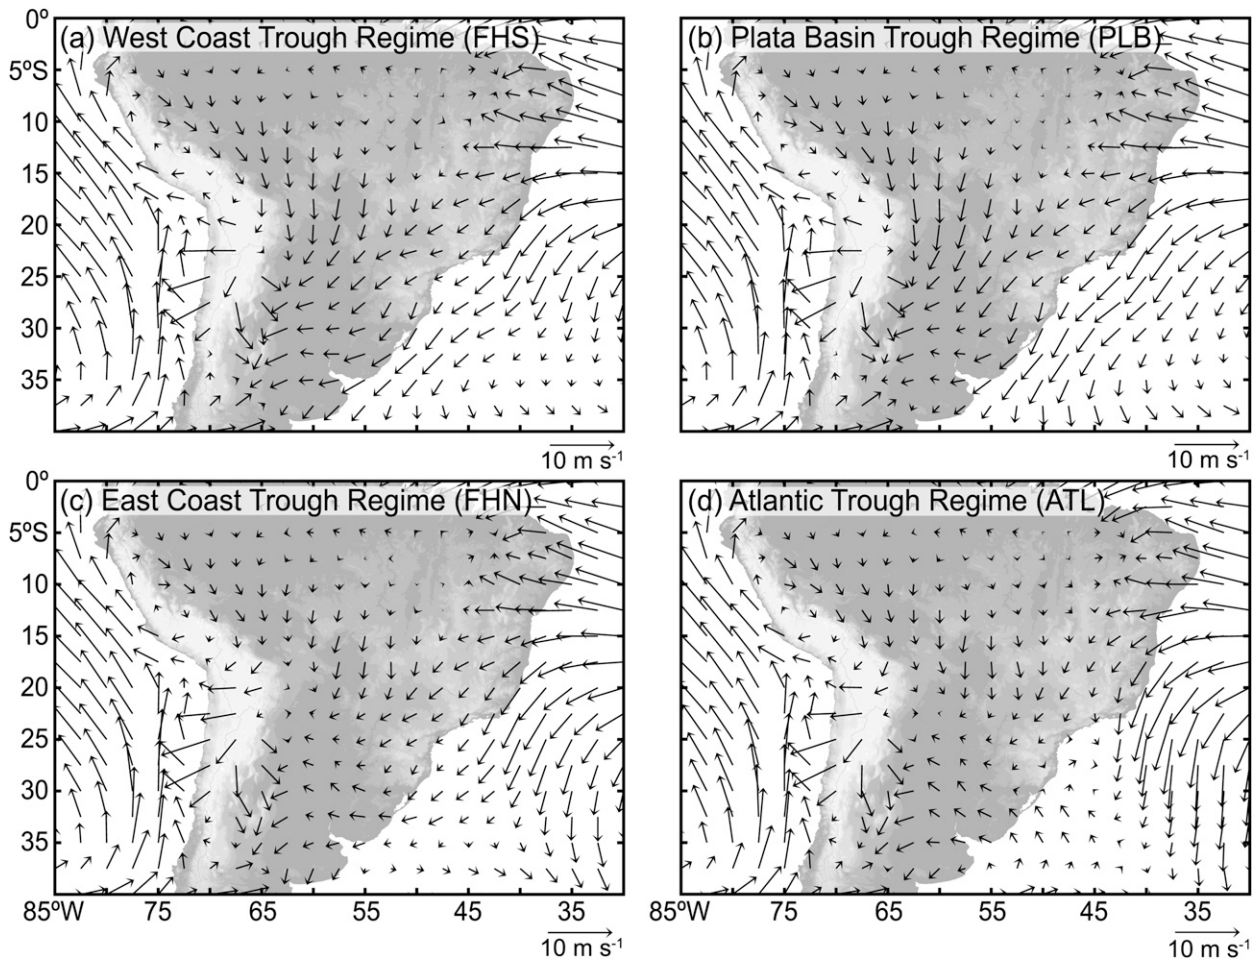 0º
(a) West Coast Trough Regime (FHS)
(b) Plata Basin Trough Regime (PLB)
5ºS
10
15
20
25
30
35
10 m s-1
10 m s-1
0º
(c) East Coast Trough Regime (FHN)
(d) Atlantic Trough Regime (ATL)
5ºS
10
15
20
25
30
35
85ºW 75 65 55 45 35 85ºW 75 65 55 45 35
10 m s-1
10 m s-1